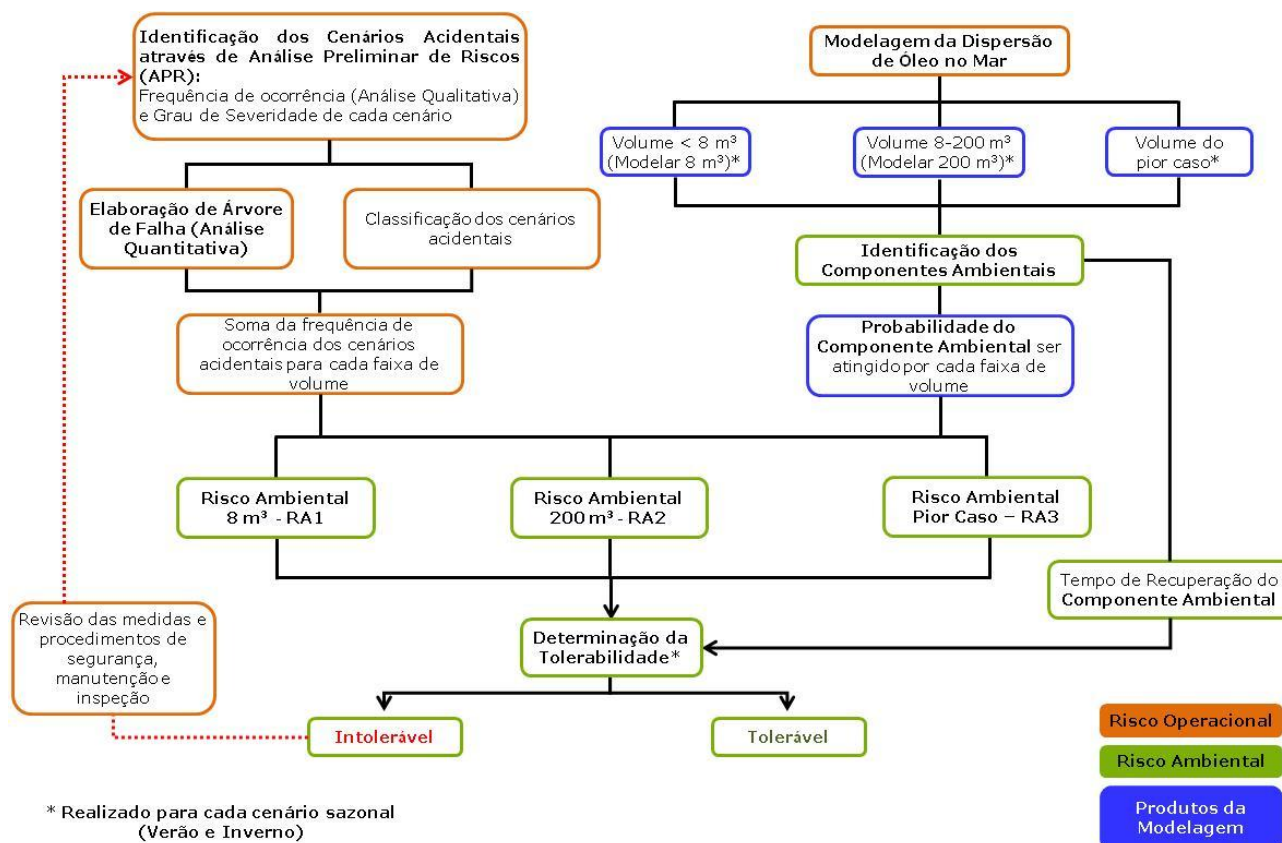 Identificação dos Cenários Acidentais
através de Análise Preliminar de Riscos
(APR):
Frequência de ocorrência (Análise Qualitativa)
e Grau de Severidade de cada cenário
Modelagem da Dispersão
de Óleo no Mar
Volume < 8 m³
(Modelar 8 m³)*
Volume 8-200 m³
(Modelar 200 m³)*
Volume do
pior caso*
Elaboração de Árvore
de Falha (Análise
Quantitativa)
Classificação dos cenários
acidentais
Identificação dos
Componentes Ambientais
Soma da frequência de
ocorrência dos cenários
acidentais para cada faixa de
volume
Probabilidade do
Componente Ambiental ser
atingido por cada faixa de
volume
Risco Ambiental
8 m³ - RA1
Risco Ambiental
200 m³ - RA2
Risco Ambiental
Pior Caso – RA3
Tempo de Recuperação do
Componente Ambiental
Revisão das medidas e
procedimentos de
segurança,
manutenção e
inspeção
Determinação da
Tolerabilidade*
Intolerável
Tolerável
Risco Operacional
Risco Ambiental
Produtos da
Modelagem
* Realizado para cada cenário sazonal
(Verão e Inverno)